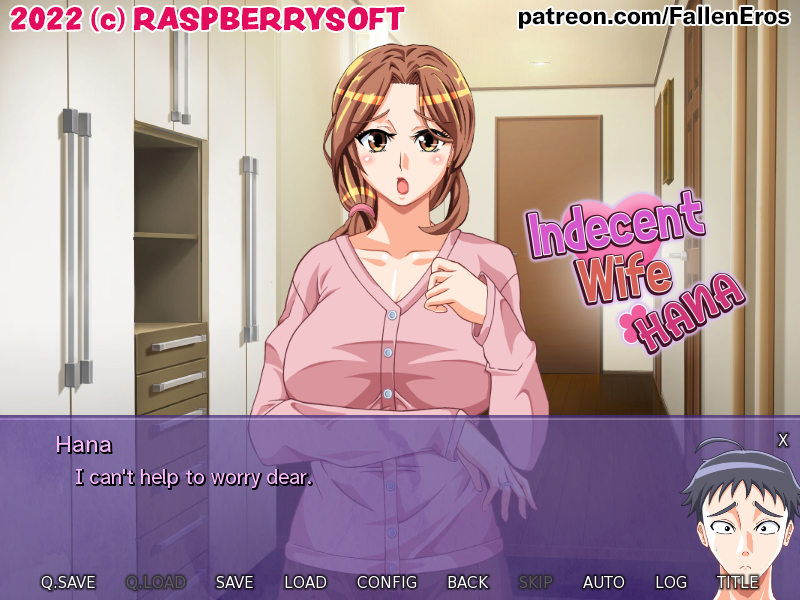 2022 (c) RASPBERRYSOFT
patreon.com/FallenEros
Indecent
Wife
HANA
Hana
X
I can't help to worry dear.
Q.SAVE Q.LOAD SAVE LOAD CONFIG BACK SKIP AUTO LOG TITLE